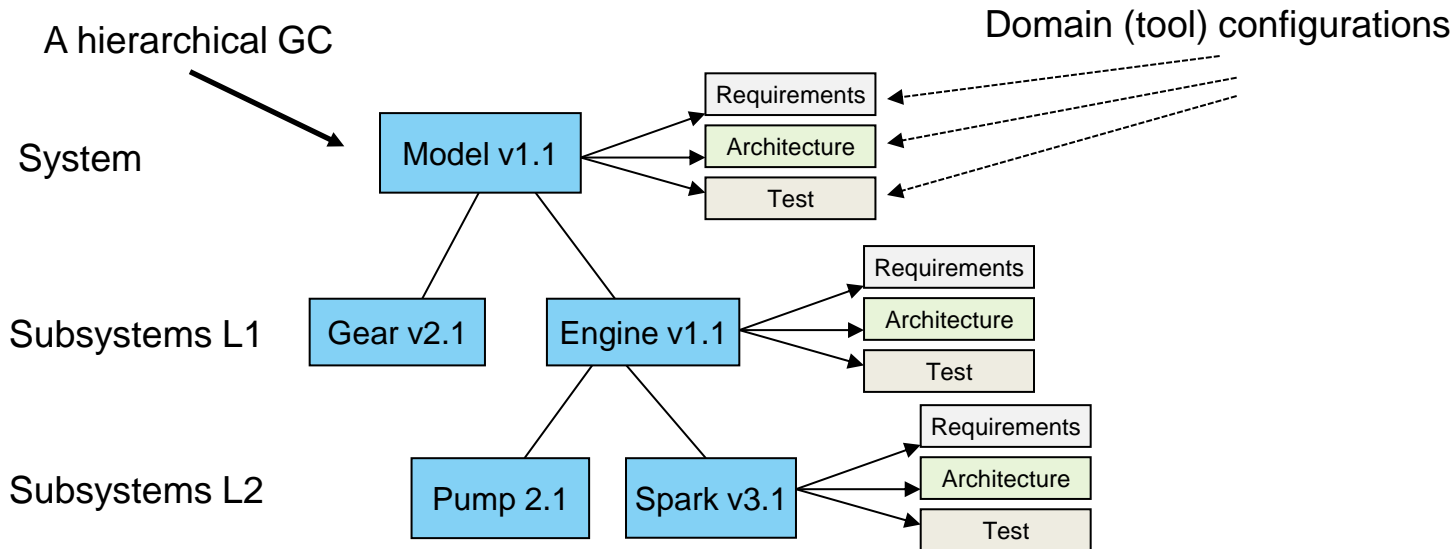 A hierarchical GC
Domain (tool) configurations
System
Model v1.1
Requirements
Architecture
Test
Subsystems L1
Gear v2.1
Engine v1.1
Requirements
Architecture
Test
Subsystems L2
Pump 2.1
Spark v3.1
Requirements
Architecture
Test